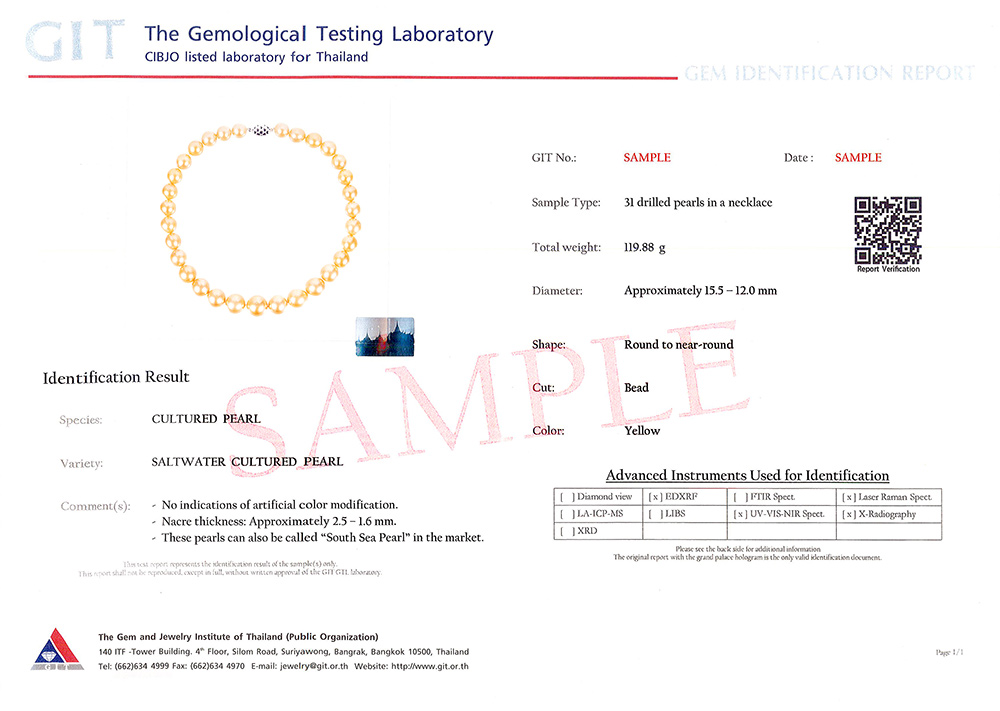 GIT
The Gemological Testing Laboratory
CIBJO listed laboratory for Thailand
GEM IDENTIFICATION REPORT
GIT No.: SAMPLE Date : SAMPLE
Sample Type: 31 drilled pearls in a necklace
Total weight: 119.88 g
Report Verification
Diameter: Approximately 15.5 – 12.0 mm
Shape: Round to near-round
Cut: Bead
Color: Yellow
SAMPLE
Identification Result
Species: CULTURED PEARL
Variety: SALTWATER CULTURED PEARL
Comment(s): - No indications of artificial color modification.
- Nacre thickness: Approximately 2.5 – 1.6 mm.
- These pearls can also be called “South Sea Pearl” in the market.
This test report represents the identification result of the sample(s) only.
This report shall not be reproduced, except in full, without written approval of the GIT GTL laboratory.
Advanced Instruments Used for Identification
[ ] Diamond view [ x ] EDXRF [ ] FTIR Spect. [ x ] Laser Raman Spect.
[ ] LA-ICP-MS [ ] LIBS [ x ] UV-VIS-NIR Spect. [ x ] X-Radiography
[ ] XRD
Please see the back side for additional information
The original report with the grand palace hologram is the only valid identification document.
The Gem and Jewelry Institute of Thailand (Public Organization)
140 ITF -Tower Building. 4th Floor, Silom Road, Suriyawong, Bangrak, Bangkok 10500, Thailand
Tel: (662)634 4999 Fax: (662)634 4970 E-mail: jewelry@git.or.th Website: http://www.git.or.th
Page 1/1